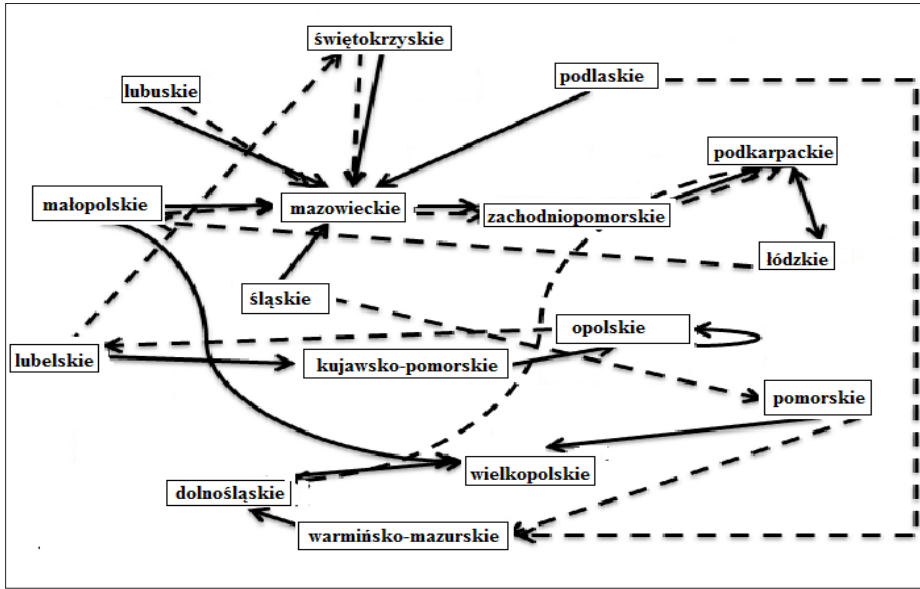 świętokrzyskie
podlaskie
lubuskie
podkarpackie
małopolskie
mazowieckie
zachodniopomorskie
łódzkie
śląskie
opolskie
lubelskie
kujawsko-pomorskie
pomorskie
wielkopolskie
dolnośląskie
warmińsko-mazurskie